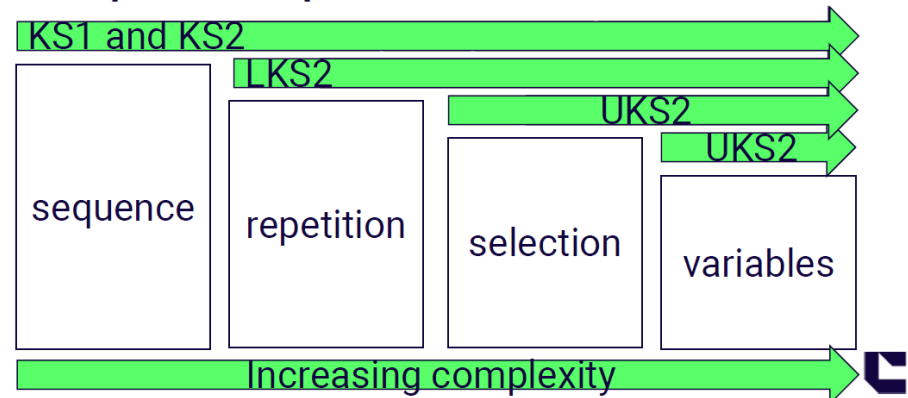 KS1 and KS2
LKS2
UKS2
UKS2
sequence
repetition
selection
variables
Increasing complexity